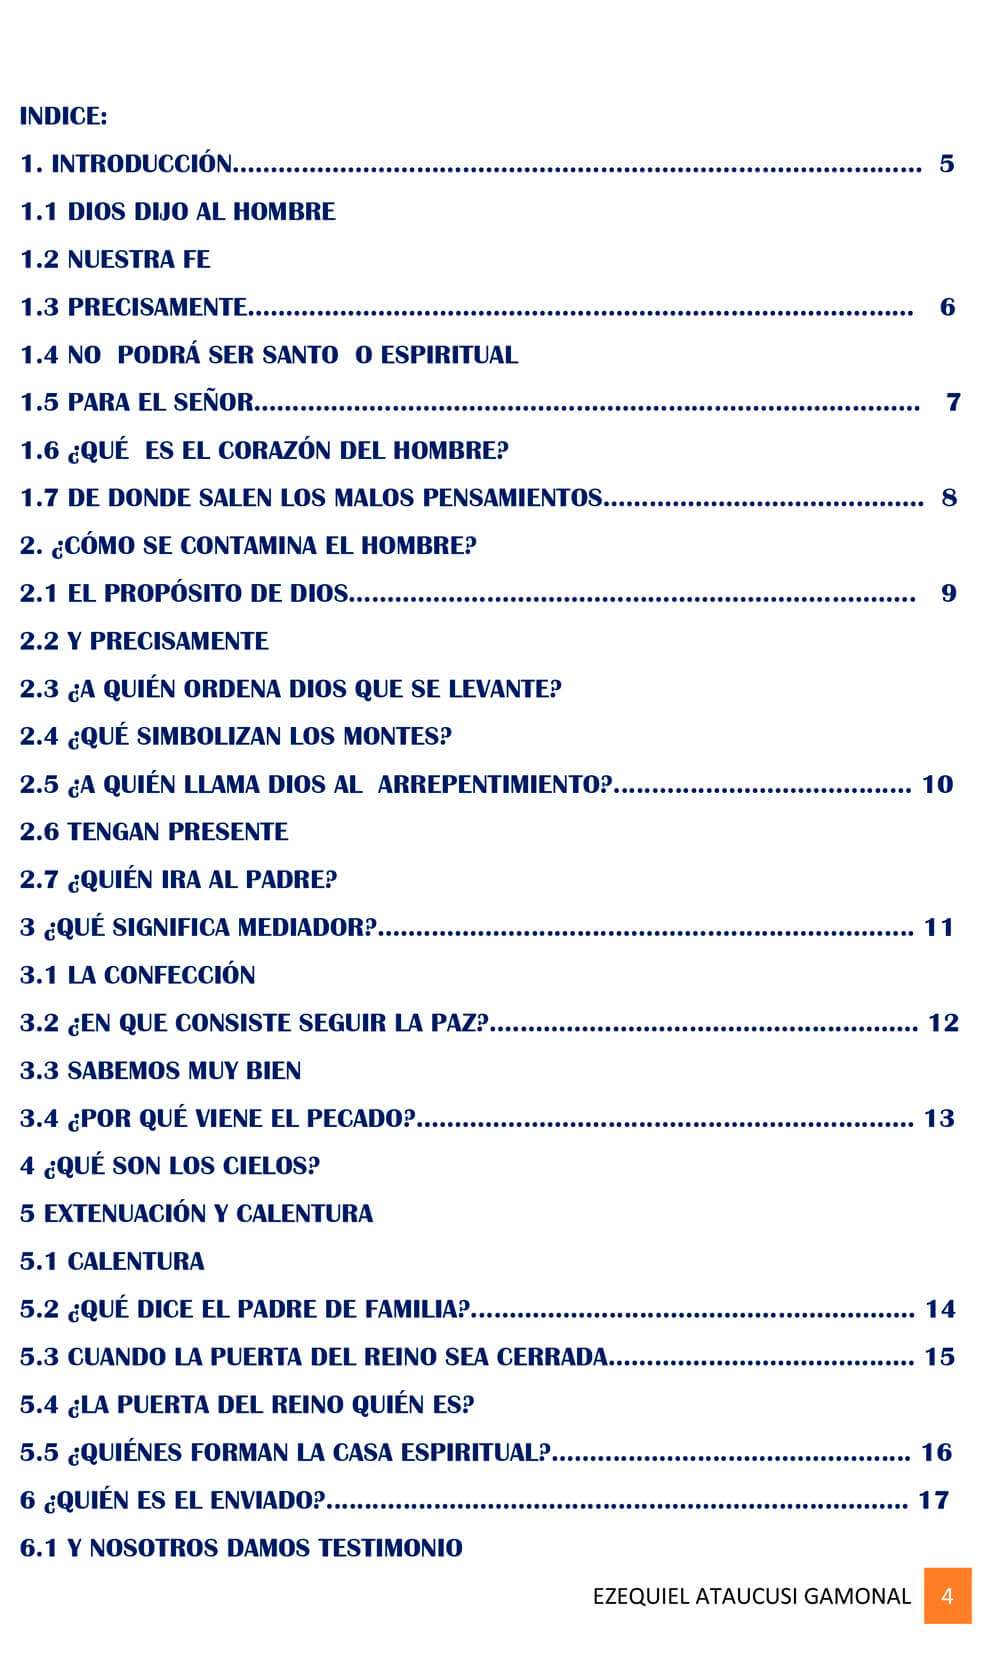 INDICE:
1. INTRODUCCIÓN.......................................................................................... 5
1.1 DIOS DIJO AL HOMBRE
1.2 NUESTRA FE
1.3 PRECISAMENTE....................................................................................... 6
1.4 NO PODRÁ SER SANTO O ESPIRITUAL
1.5 PARA EL SEÑOR....................................................................................... 7
1.6 ¿QUÉ ES EL CORAZÓN DEL HOMBRE?
1.7 DE DONDE SALEN LOS MALOS PENSAMIENTOS.......................................... 8
2. ¿CÓMO SE CONTAMINA EL HOMBRE?
2.1 EL PROPÓSITO DE DIOS.......................................................................... 9
2.2 Y PRECISAMENTE
2.3 ¿A QUIÉN ORDENA DIOS QUE SE LEVANTE?
2.4 ¿QUÉ SIMBOLIZAN LOS MONTES?
2.5 ¿A QUIÉN LLAMA DIOS AL ARREPENTIMIENTO?....................................... 10
2.6 TENGAN PRESENTE
2.7 ¿QUIÉN IRA AL PADRE?
3 ¿QUÉ SIGNIFICA MEDIADOR?...................................................................... 11
3.1 LA CONFECCIÓN
3.2 ¿EN QUE CONSISTE SEGUIR LA PAZ?........................................................ 12
3.3 SABEMOS MUY BIEN
3.4 ¿POR QUÉ VIENE EL PECADO?................................................................. 13
4 ¿QUÉ SON LOS CIELOS?
5 EXTENUACIÓN Y CALENTURA
5.1 CALENTURA
5.2 ¿QUÉ DICE EL PADRE DE FAMILIA?.......................................................... 14
5.3 CUANDO LA PUERTA DEL REINO SEA CERRADA........................................ 15
5.4 ¿LA PUERTA DEL REINO QUIÉN ES?
5.5 ¿QUIÉNES FORMAN LA CASA ESPIRITUAL?............................................... 16
6 ¿QUIÉN ES EL ENVIADO?............................................................................ 17
6.1 Y NOSOTROS DAMOS TESTIMONIO
EZEQUIEL ATAUCUSI GAMONAL 4